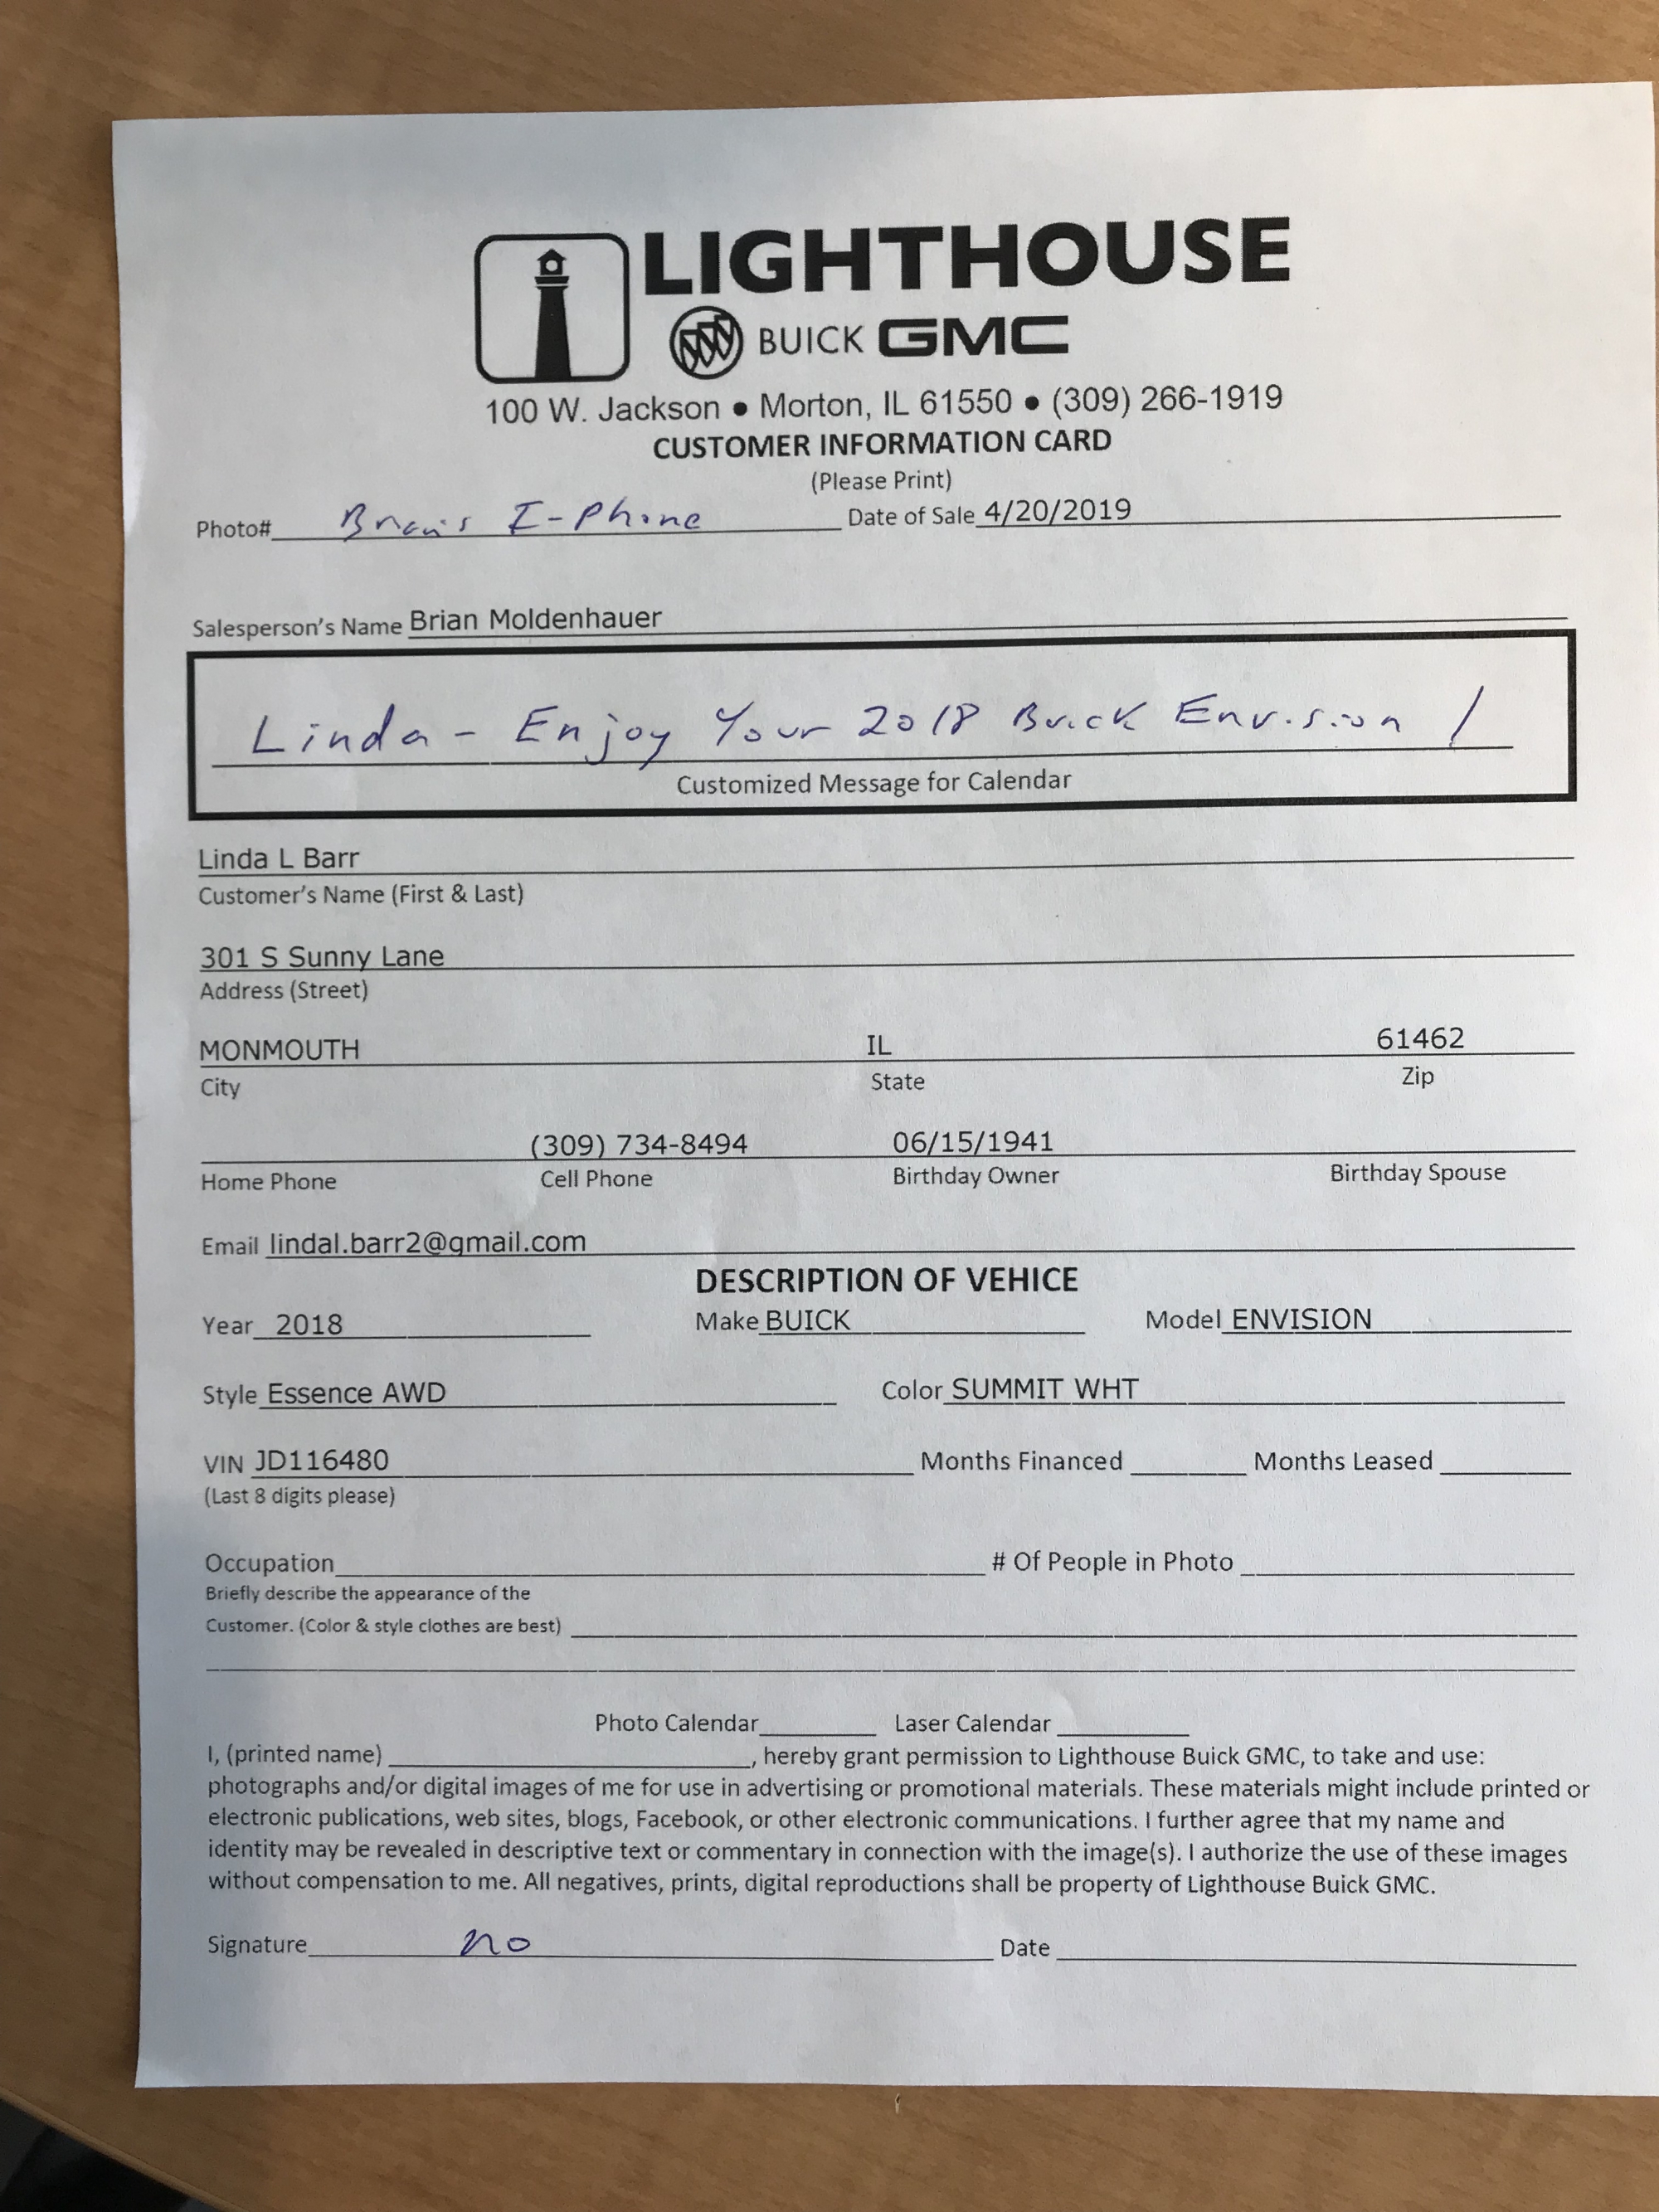 LIGHTHOUSE
BUICK GMC
100 W. Jackson • Morton, IL 61550 • (309) 266-1919
CUSTOMER INFORMATION CARD
(Please Print)
Photo# Brian's I-Phone Date of Sale 4/20/2019
Salesperson's Name Brian Moldenhauer
Linda - Enjoy Your 2018 Buick Envision !
Customized Message for Calendar
Linda L Barr
Customer's Name (First & Last)
301 S Sunny Lane
Address (Street)
MONMOUTH IL 61462
City State Zip
(309) 734-8494 06/15/1941
Home Phone Cell Phone Birthday Owner Birthday Spouse
Email lindal.barr2@gmail.com
DESCRIPTION OF VEHICE
Year 2018 Make BUICK Model ENVISION
Style Essence AWD Color SUMMIT WHT
VIN JD116480 Months Financed Months Leased
(Last 8 digits please)
Occupation # Of People in Photo
Briefly describe the appearance of the
Customer. (Color & style clothes are best)
Photo Calendar Laser Calendar
I, (printed name) , hereby grant permission to Lighthouse Buick GMC, to take and use:
photographs and/or digital images of me for use in advertising or promotional materials. These materials might include printed or
electronic publications, web sites, blogs, Facebook, or other electronic communications. I further agree that my name and
identity may be revealed in descriptive text or commentary in connection with the image(s). I authorize the use of these images
without compensation to me. All negatives, prints, digital reproductions shall be property of Lighthouse Buick GMC.
Signature no Date